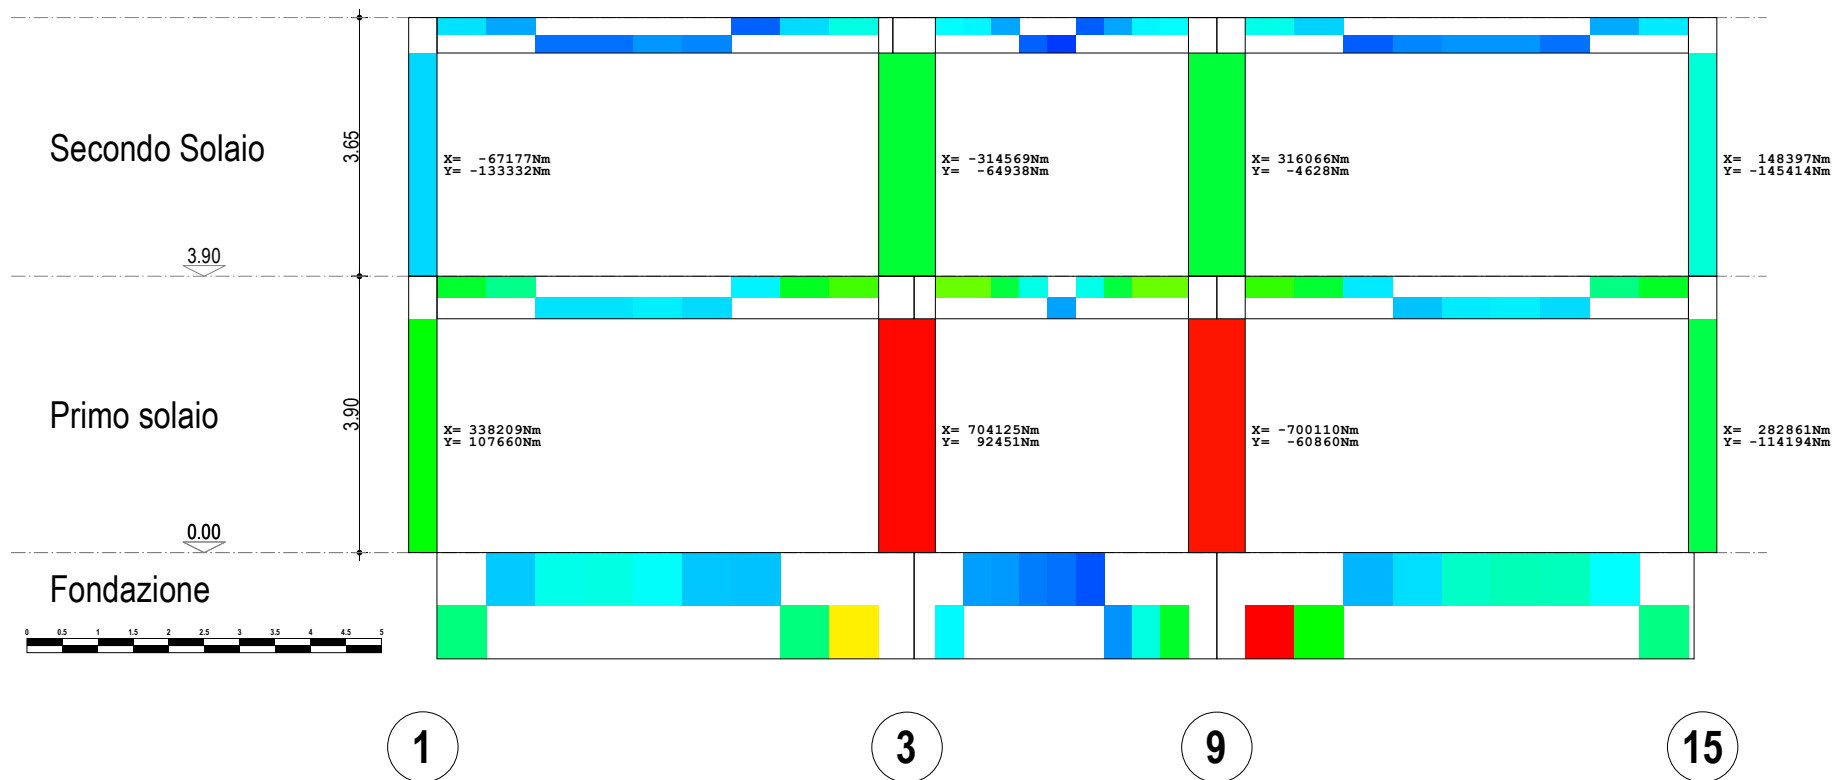 Secondo Solaio
3.65
X=  -67177Nm
Y= -133332Nm
X= -314569Nm
Y=  -64938Nm
X= 316066Nm
Y=  -4628Nm
X=  148397Nm
Y= -145414Nm
3.90
Primo solaio
3.90
X= 338209Nm
Y= 107660Nm
X= 704125Nm
Y=  92451Nm
X= -700110Nm
Y=  -60860Nm
X=  282861Nm
Y= -114194Nm
0.00
Fondazione
0 0.5 1 1.5 2 2.5 3 3.5 4 4.5 5
1 3 9 15